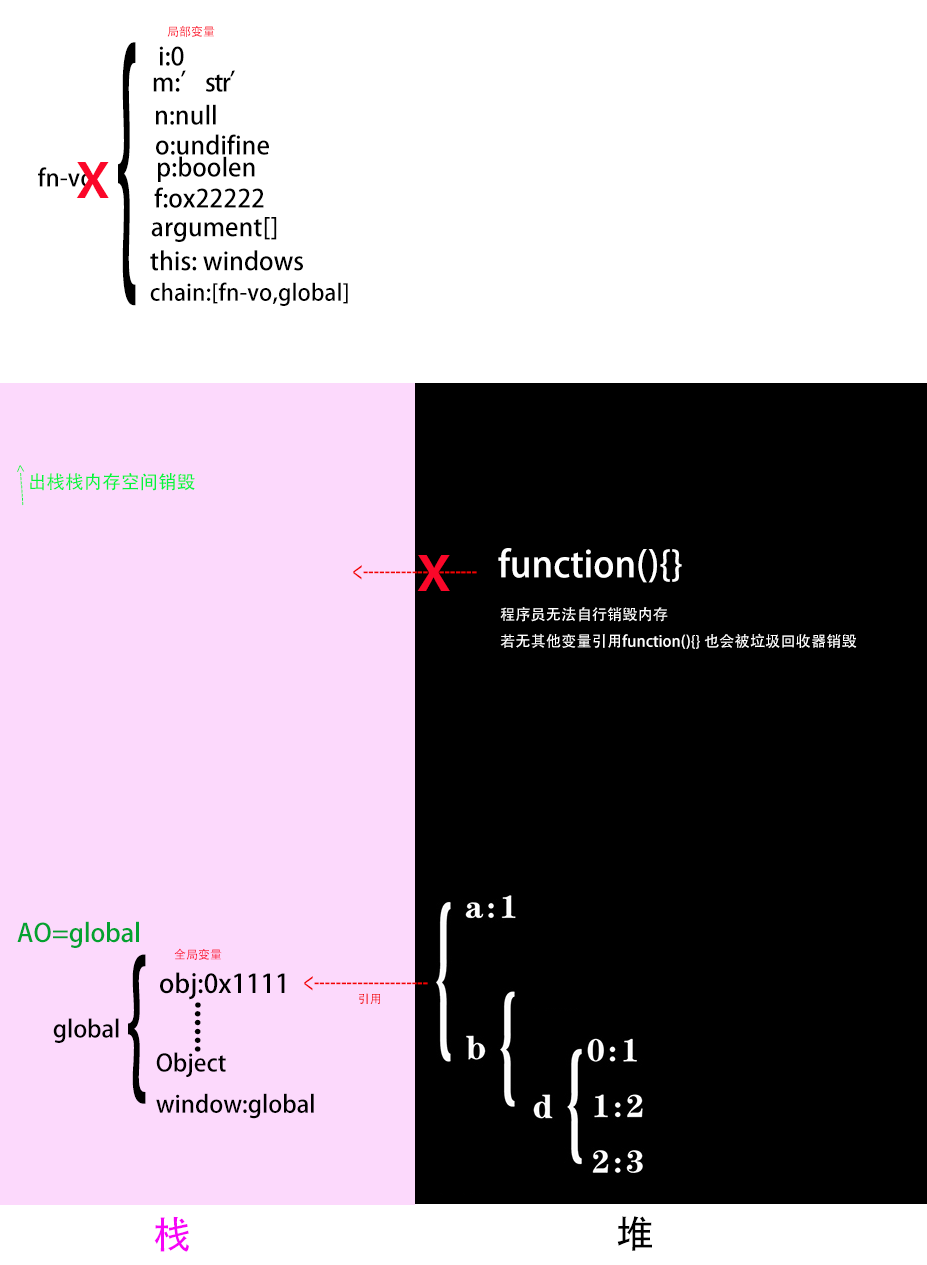 局部变量
i:0
m:′ str′
n:null
o:undifine
p:boolen
fn-vo
X
f:ox22222
argument[]
this: windows
chain:[fn-vo,global]
出栈栈内存空间销毁
X
function(){}
程序员无法自行销毁内存
若无其他变量引用function(){} 也会被垃圾回收器销毁
a:1
AO=global
全局变量
obj:0x1111
引用
global
b
0:1
Object
window:global
d
1:2
2:3
栈
堆